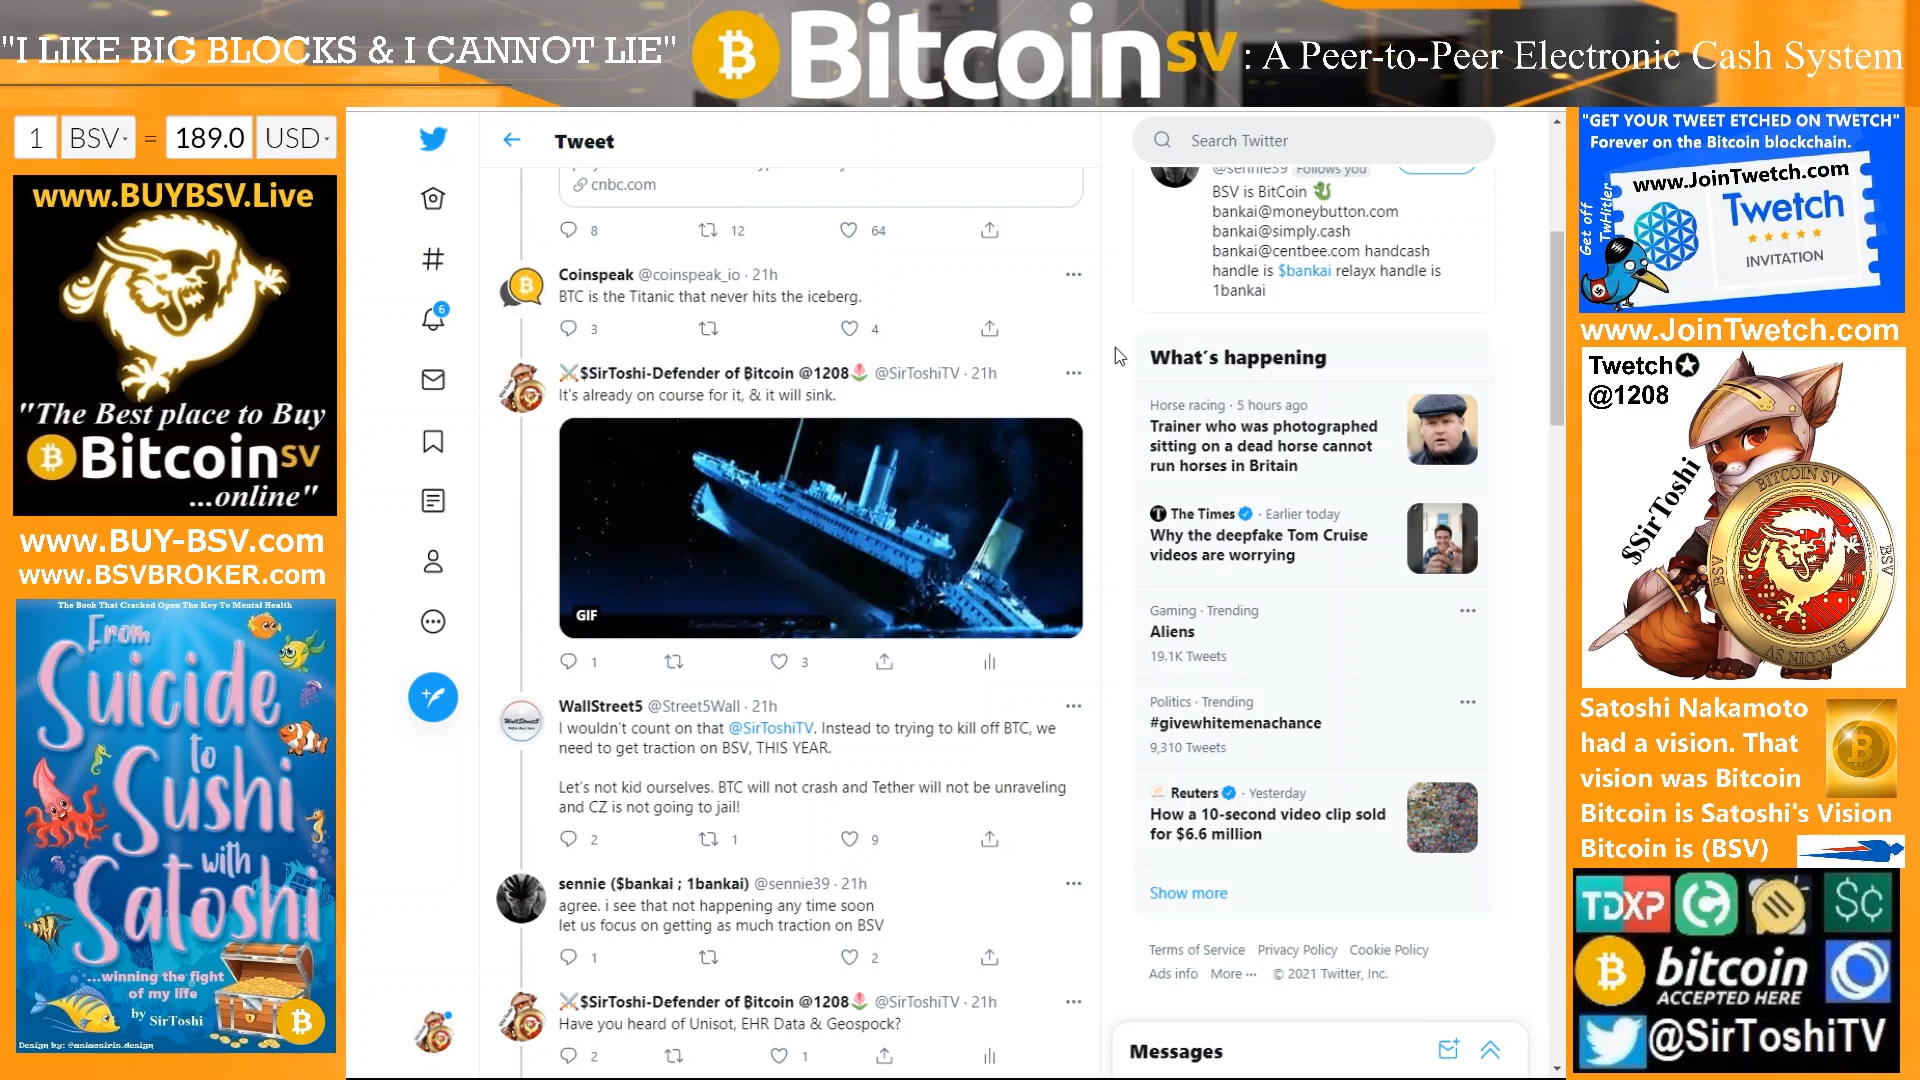 "I LIKE BIG BLOCKS & I CANNOT LIE"
BitcoinSV : A Peer-to-Peer Electronic Cash System
1 BSV = 189.0 USD
www.BUYBSV.Live
"The Best place to Buy
BitcoinSV
...online"
www.BUY-BSV.com
www.BSVBROKER.com
The Book That Cracked Open The Key To Mental Health
From
Suicide
to
Sushi
with
Satoshi
...winning the fight
of my life
by SirToshi
Design by: @asiaosiris.design
Tweet
cnbc.com
8 12 64
Coinspeak @coinspeak_io · 21h
BTC is the Titanic that never hits the iceberg.
3 4
⚔️$SirToshi-Defender of Bitcoin @1208🌷 @SirToshiTV · 21h
It's already on course for it, & it will sink.
GIF
1 3
WallStreet5 @Street5Wall · 21h
I wouldn't count on that @SirToshiTV. Instead to trying to kill off BTC, we
need to get traction on BSV, THIS YEAR.
Let's not kid ourselves. BTC will not crash and Tether will not be unraveling
and CZ is not going to jail!
2 1 9
sennie ($bankai ; 1bankai) @sennie39 · 21h
agree. i see that not happening any time soon
let us focus on getting as much traction on BSV
1 2
⚔️$SirToshi-Defender of Bitcoin @1208🌷 @SirToshiTV · 21h
Have you heard of Unisot, EHR Data & Geospock?
2 1
6
Search Twitter
@sennie39 Follows you
BSV is BitCoin 🐉
bankai@moneybutton.com
bankai@simply.cash
bankai@centbee.com handcash
handle is $bankai relayx handle is
1bankai
What's happening
Horse racing · 5 hours ago
Trainer who was photographed
sitting on a dead horse cannot
run horses in Britain
The Times · Earlier today
Why the deepfake Tom Cruise
videos are worrying
Gaming · Trending
Aliens
19.1K Tweets
Politics · Trending
#givewhitemenachance
9,310 Tweets
Reuters · Yesterday
How a 10-second video clip sold
for $6.6 million
Show more
Terms of Service Privacy Policy Cookie Policy
Ads info More ··· © 2021 Twitter, Inc.
Messages
"GET YOUR TWEET ETCHED ON TWETCH"
Forever on the Bitcoin blockchain.
www.JoinTwetch.com
Twetch
INVITATION
Get off
TwHitler
www.JoinTwetch.com
Twetch
@1208
$SirToshi
BITCOIN SV
BSV
BSV
BITCOIN SV
Satoshi Nakamoto
had a vision. That
vision was Bitcoin
Bitcoin is Satoshi's Vision
Bitcoin is (BSV)
TDXP
bitcoin
ACCEPTED HERE
@SirToshiTV